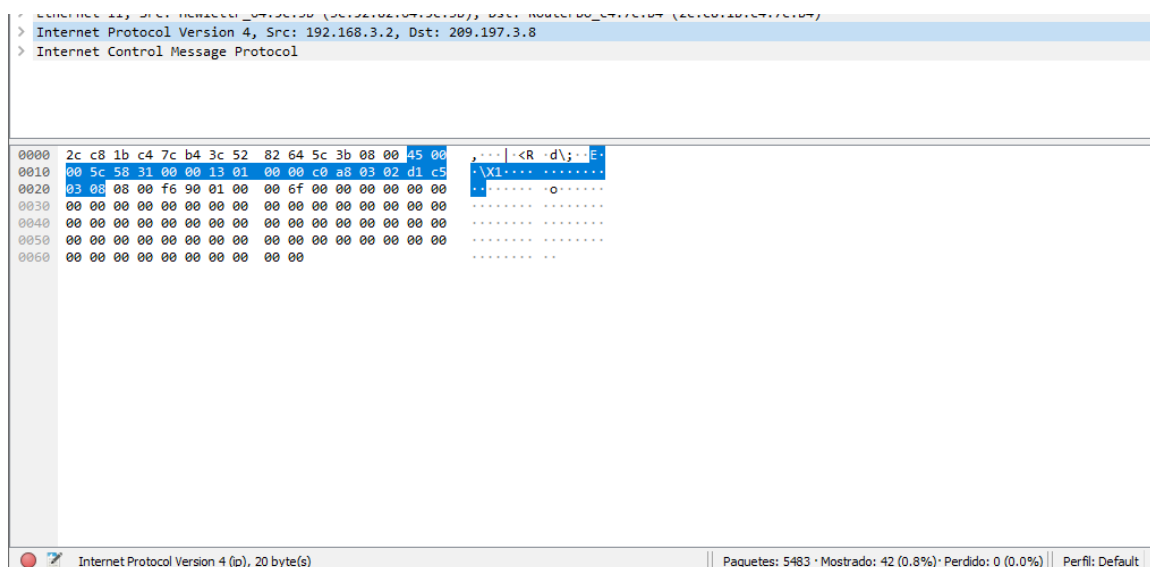 > Internet Protocol Version 4, Src: 192.168.3.2, Dst: 209.197.3.8
> Internet Control Message Protocol
0000 2c c8 1b c4 7c b4 3c 52 82 64 5c 3b 08 00 45 00 ,···|·<R ·d\;··E·
0010 00 5c 58 31 00 00 13 01 00 00 c0 a8 03 02 d1 c5 ·\X1···· ········
0020 03 08 08 00 f6 90 01 00 00 6f 00 00 00 00 00 00 ········ ·o······
0030 00 00 00 00 00 00 00 00 00 00 00 00 00 00 00 00 ········ ········
0040 00 00 00 00 00 00 00 00 00 00 00 00 00 00 00 00 ········ ········
0050 00 00 00 00 00 00 00 00 00 00 00 00 00 00 00 00 ········ ········
0060 00 00 00 00 00 00 00 00 00 00 ········ ··
Internet Protocol Version 4 (ip), 20 byte(s) Paquetes: 5483 · Mostrado: 42 (0.8%) · Perdido: 0 (0.0%) Perfil: Default